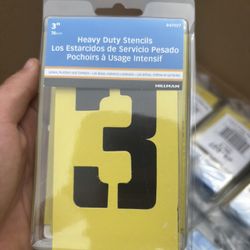 3"
Heavy Duty Stencils
Los Estarcidos de Servicio Pesado
Pochoirs à Usage Intensif
HILLMAN
3